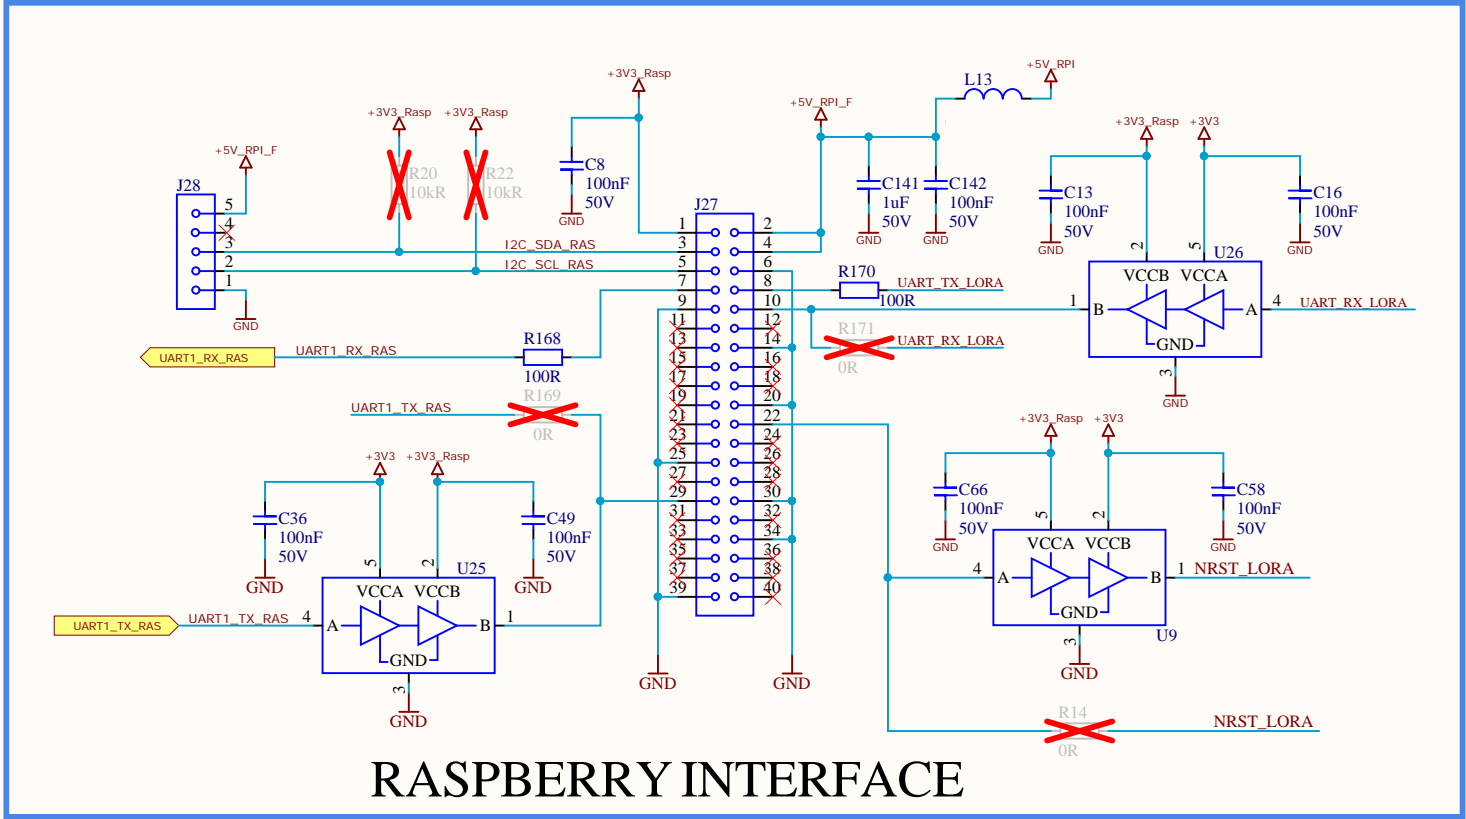 +5V_RPI
L13
+3V3_Rasp
+5V_RPI_F
+3V3_Rasp
+3V3_Rasp
+3V3_Rasp
+3V3
+5V_RPI_F
J28
5
4
3
2
1
GND
R20
10kR
R22
10kR
C8
100nF
50V
GND
I2C_SDA_RAS
I2C_SCL_RAS
C141
1uF
50V
GND
C142
100nF
50V
GND
C13
100nF
50V
GND
C16
100nF
50V
GND
J27
1
2
3
4
5
6
7
8
9
10
11
12
13
14
15
16
17
18
19
20
21
22
23
24
25
26
27
28
29
30
31
32
33
34
35
36
37
38
39
40
GND
GND
R170
100R
UART_TX_LORA
R171
0R
UART_RX_LORA
2
5
U26
VCCB
VCCA
1
B
A
4
GND
3
GND
UART_RX_LORA
UART1_RX_RAS
UART1_RX_RAS
R168
100R
UART1_TX_RAS
R169
0R
+3V3
+3V3_Rasp
C36
100nF
50V
GND
C49
100nF
50V
GND
5
2
U25
VCCA
VCCB
UART1_TX_RAS
UART1_TX_RAS
4
A
B
1
GND
3
GND
+3V3_Rasp
+3V3
C66
100nF
50V
GND
C58
100nF
50V
GND
5
2
VCCA
VCCB
4
A
B
1
NRST_LORA
GND
3
U9
GND
R14
0R
NRST_LORA
RASPBERRY INTERFACE